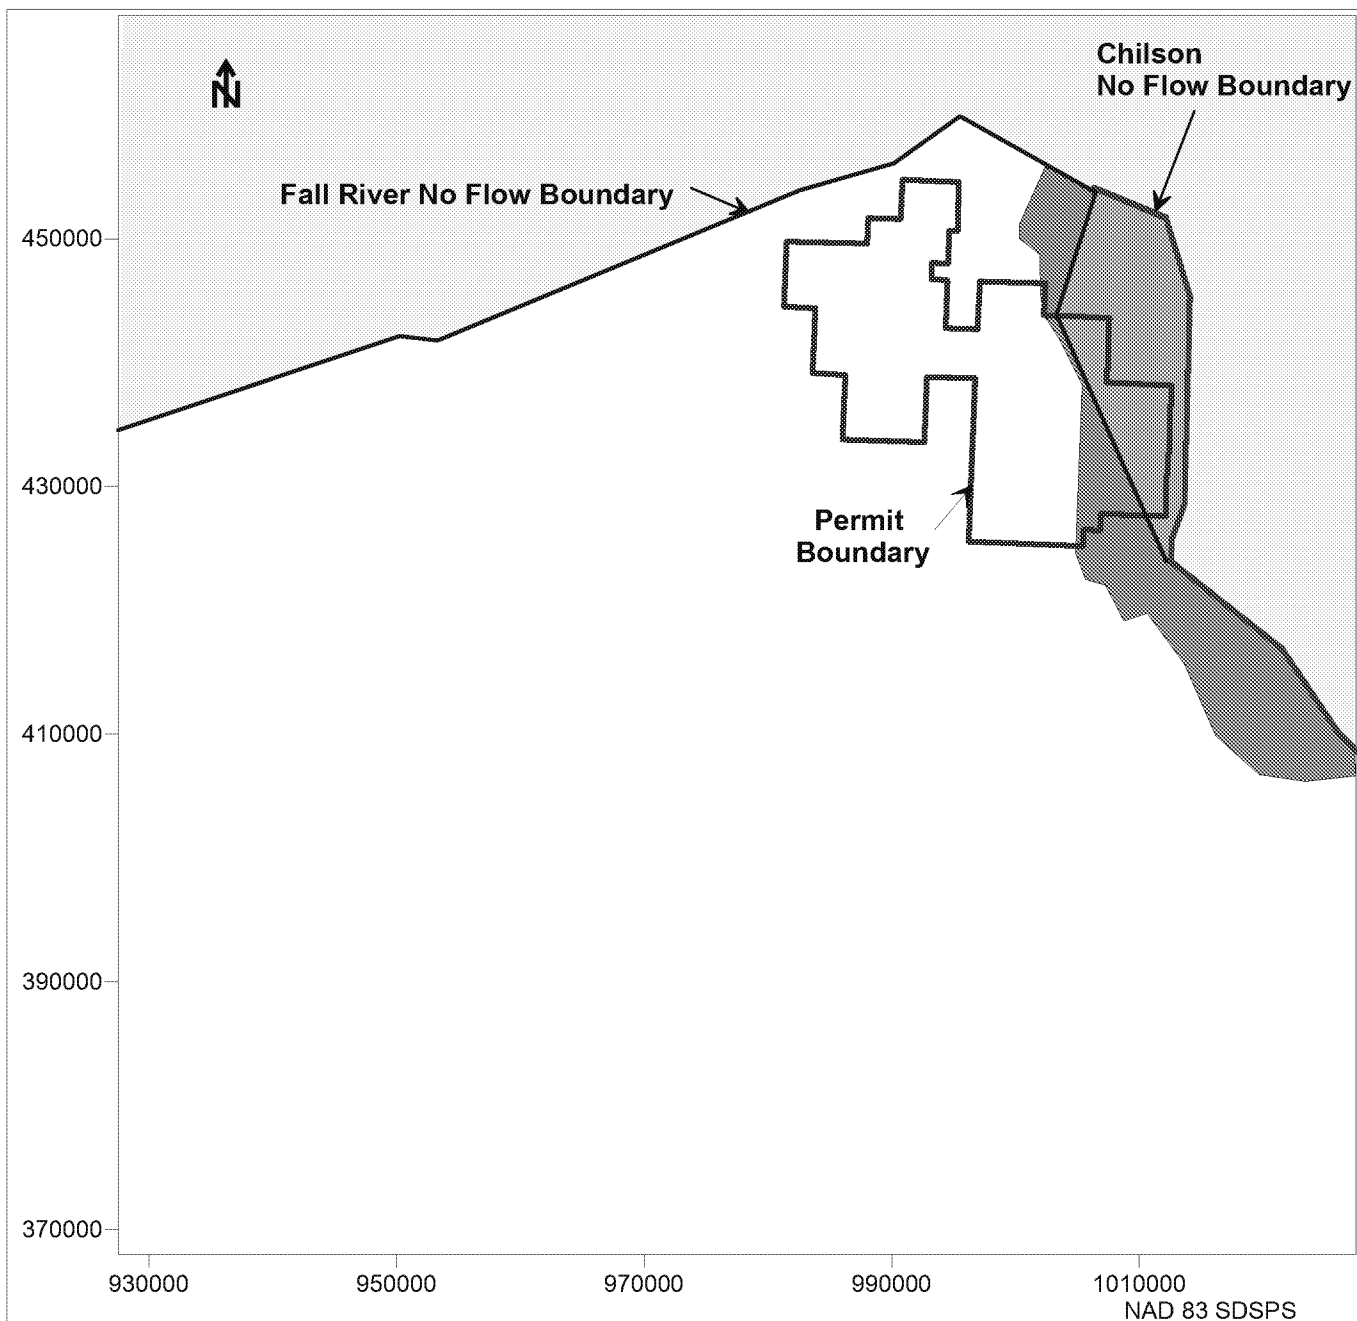 Chilson
No Flow Boundary
N
Fall River No Flow Boundary
450000
430000
Permit
Boundary
410000
390000
370000
930000
950000
970000
990000
1010000
NAD 83 SDSPS